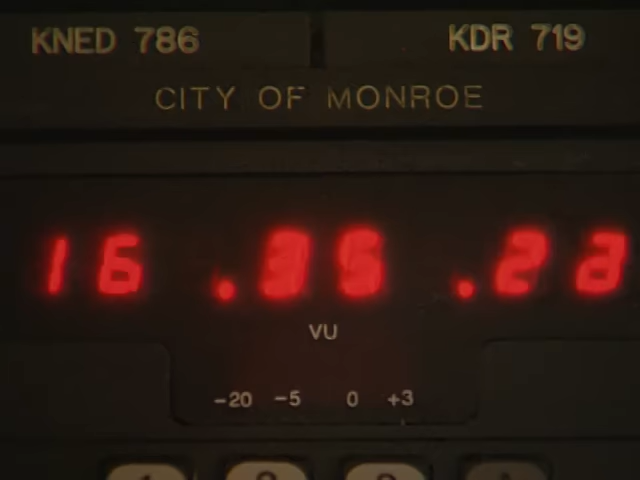 KNED 786 KDR 719
CITY OF MONROE
16 .35 .22
VU
-20 -5 0 +3